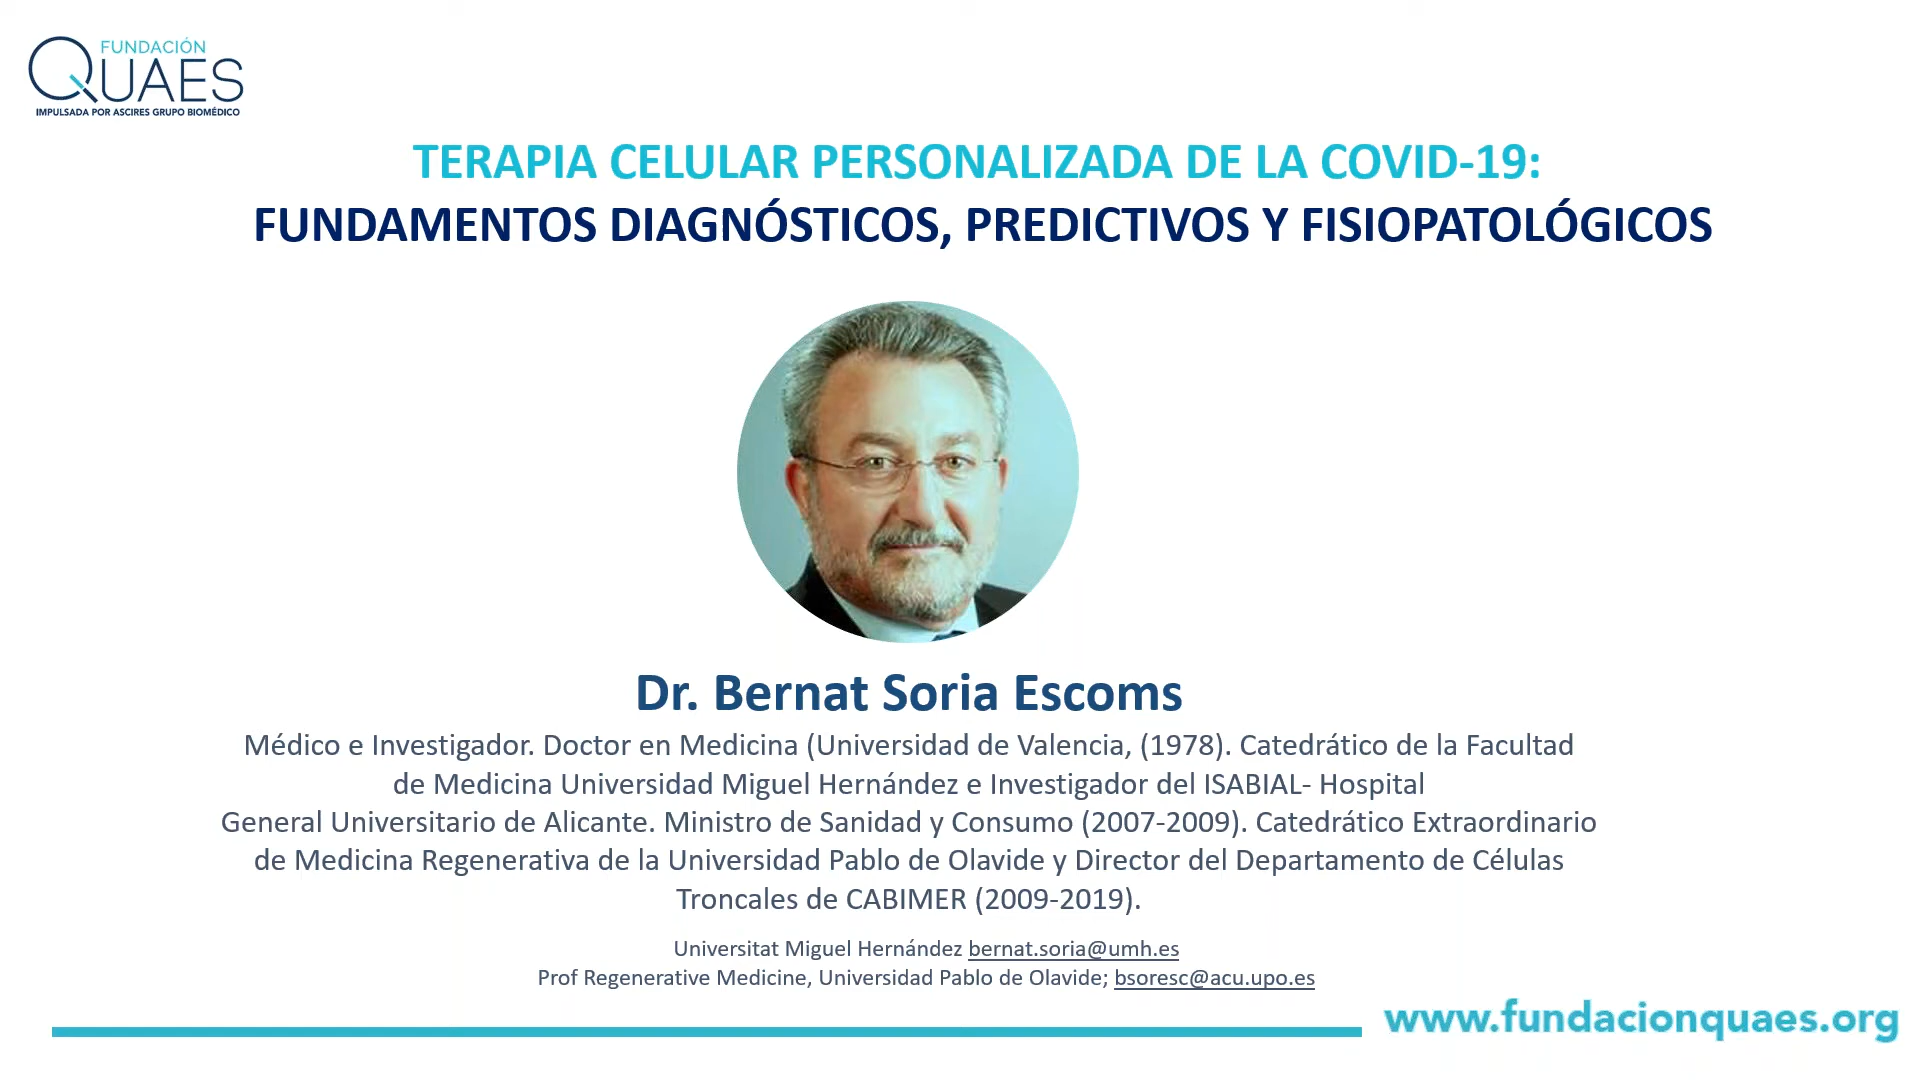 FUNDACIÓN
QUAES
IMPULSADA POR ASCIRES GRUPO BIOMÉDICO
TERAPIA CELULAR PERSONALIZADA DE LA COVID-19:
FUNDAMENTOS DIAGNÓSTICOS, PREDICTIVOS Y FISIOPATOLÓGICOS
Dr. Bernat Soria Escoms
Médico e Investigador. Doctor en Medicina (Universidad de Valencia, (1978). Catedrático de la Facultad
de Medicina Universidad Miguel Hernández e Investigador del ISABIAL- Hospital
General Universitario de Alicante. Ministro de Sanidad y Consumo (2007-2009). Catedrático Extraordinario
de Medicina Regenerativa de la Universidad Pablo de Olavide y Director del Departamento de Células
Troncales de CABIMER (2009-2019).
Universitat Miguel Hernández bernat.soria@umh.es
Prof Regenerative Medicine, Universidad Pablo de Olavide; bsoresc@acu.upo.es
www.fundacionquaes.org